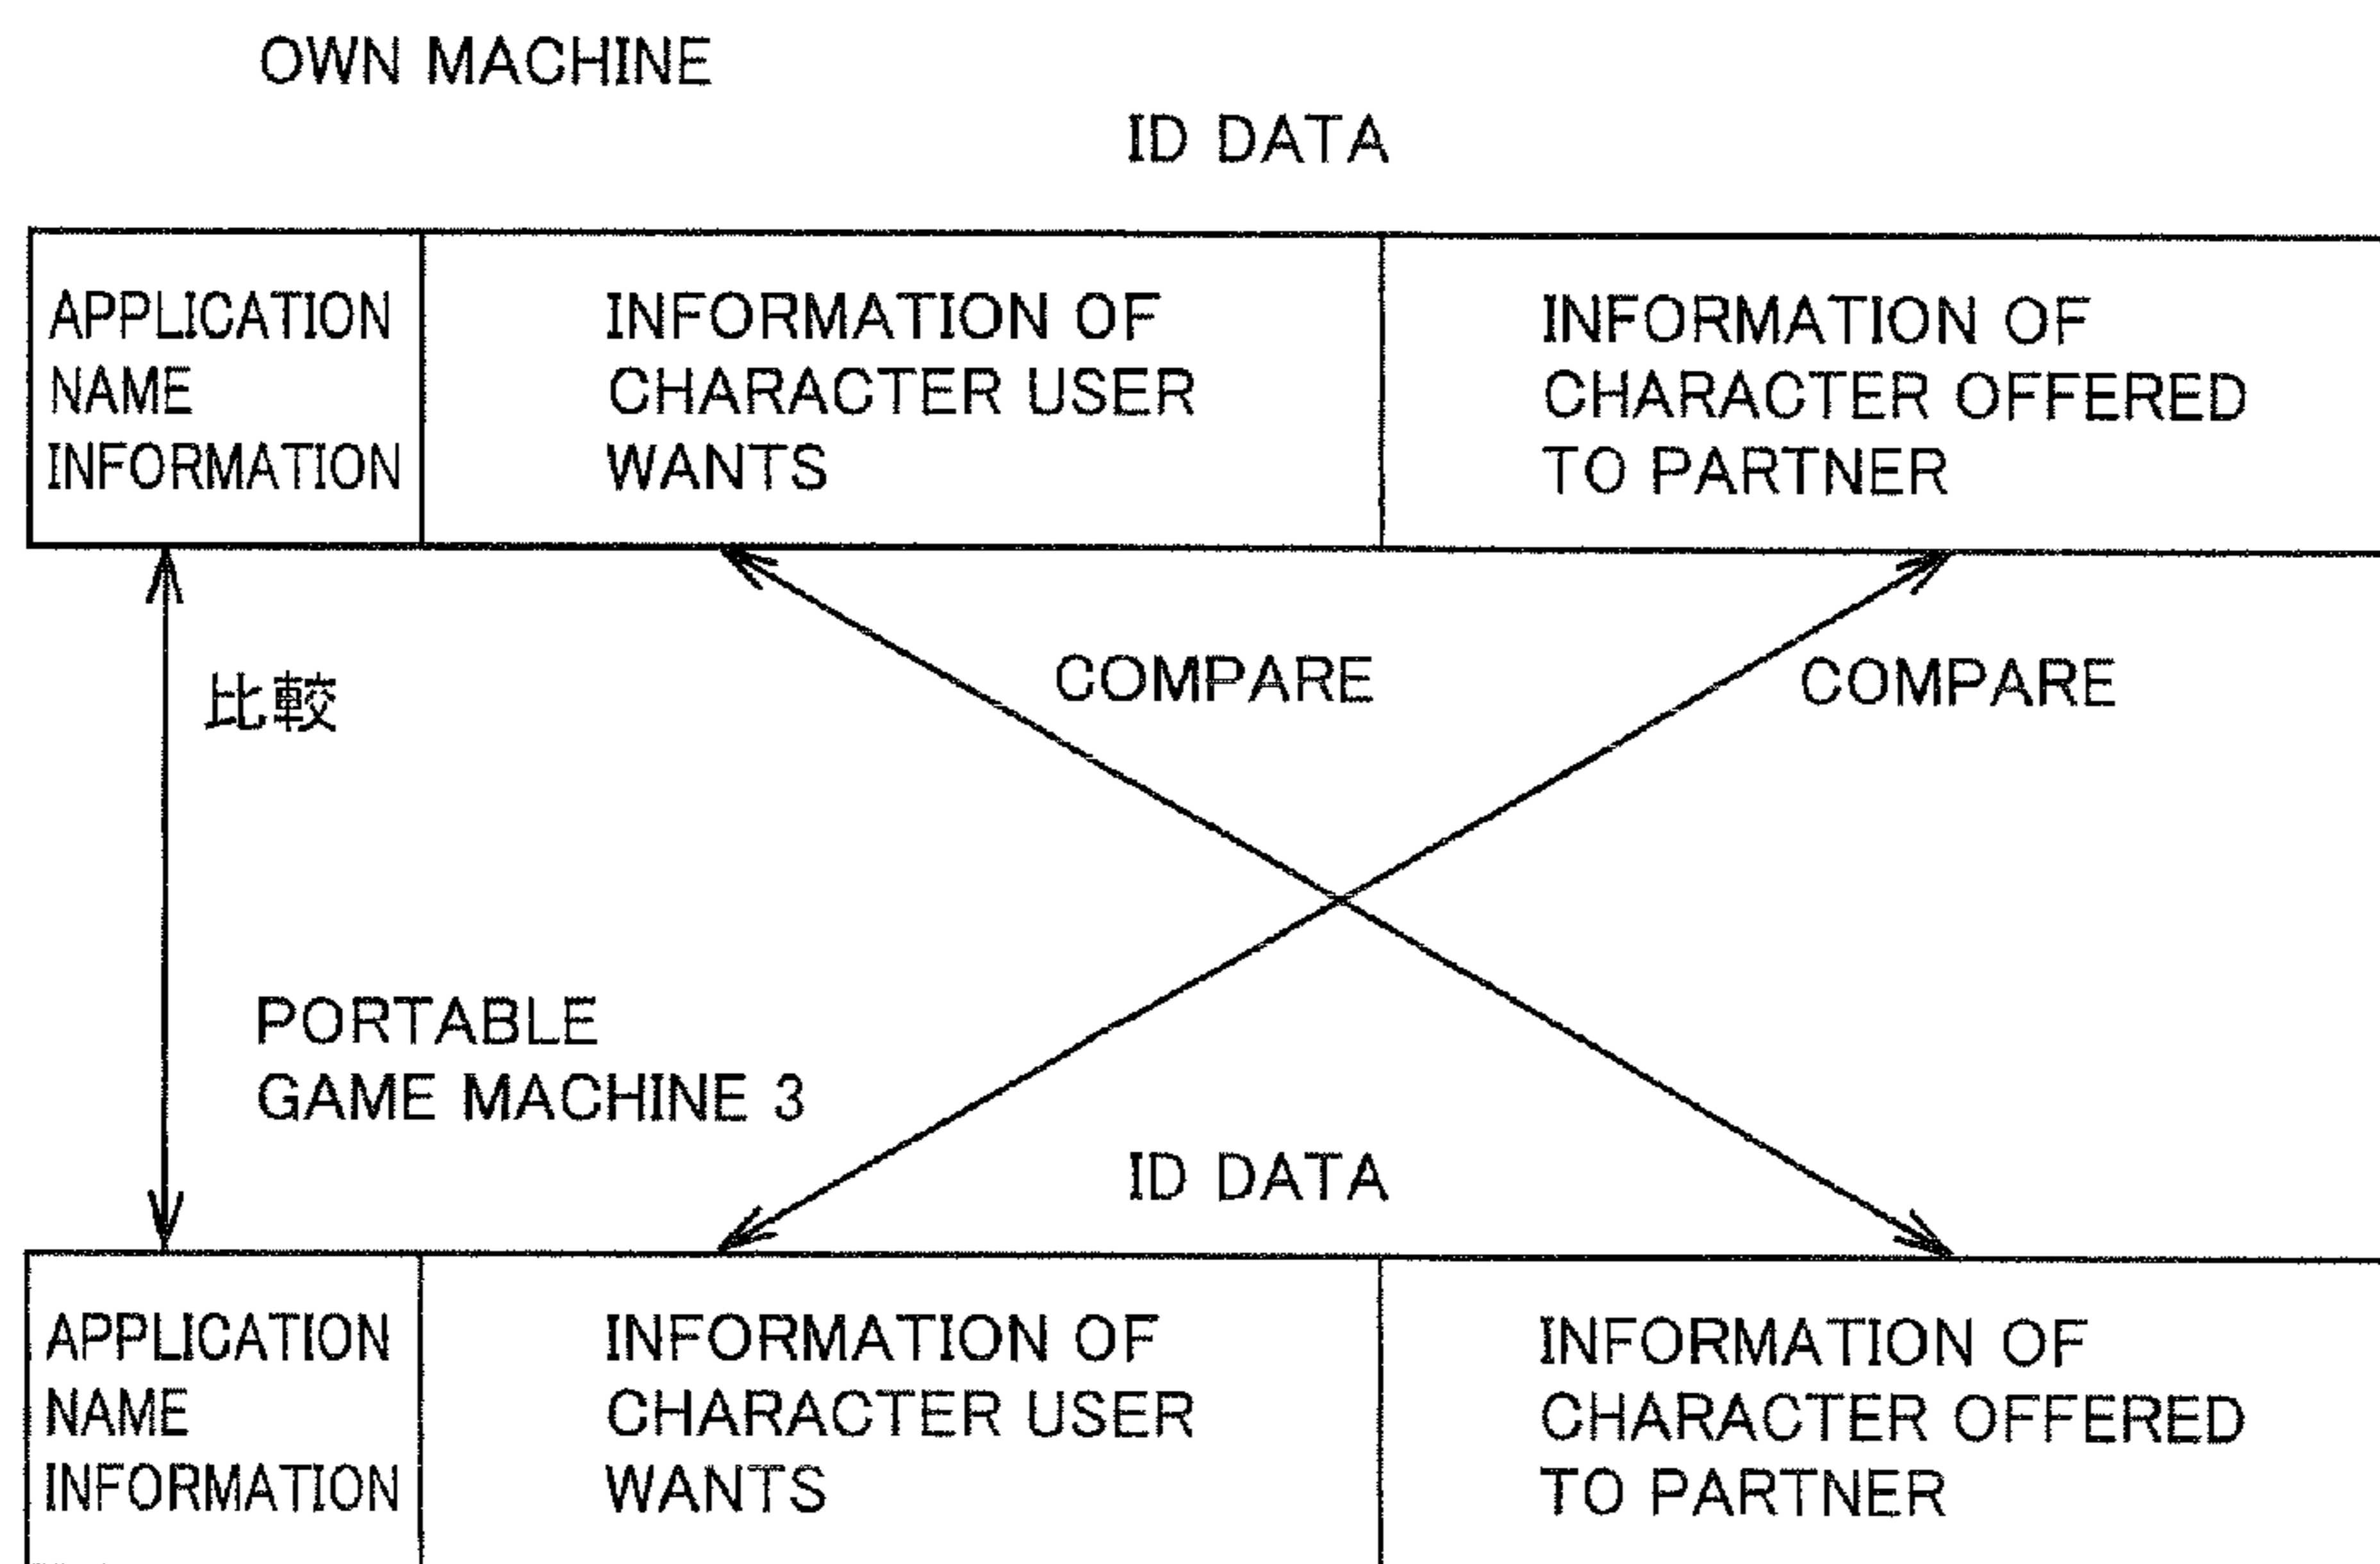 OWN MACHINE
ID DATA
APPLICATION
NAME
INFORMATION
INFORMATION OF
CHARACTER USER
WANTS
INFORMATION OF
CHARACTER OFFERED
TO PARTNER
比較
COMPARE
COMPARE
PORTABLE
GAME MACHINE 3
ID DATA
APPLICATION
NAME
INFORMATION
INFORMATION OF
CHARACTER USER
WANTS
INFORMATION OF
CHARACTER OFFERED
TO PARTNER